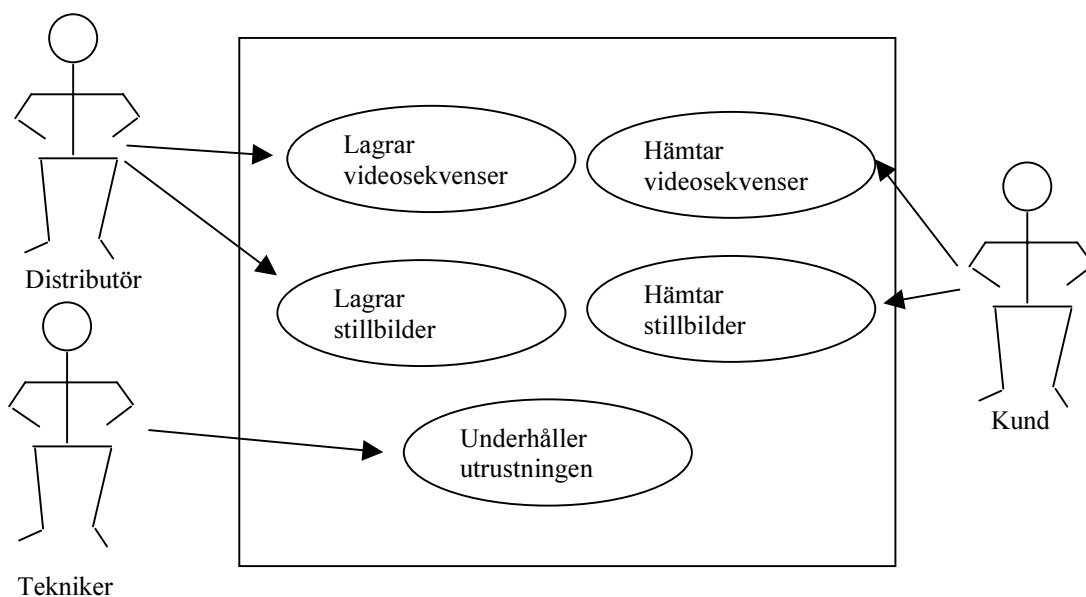 Lagrar
videosekvenser
Hämtar
videosekvenser
Distributör
Lagrar
stillbilder
Hämtar
stillbilder
Kund
Underhåller
utrustningen
Tekniker